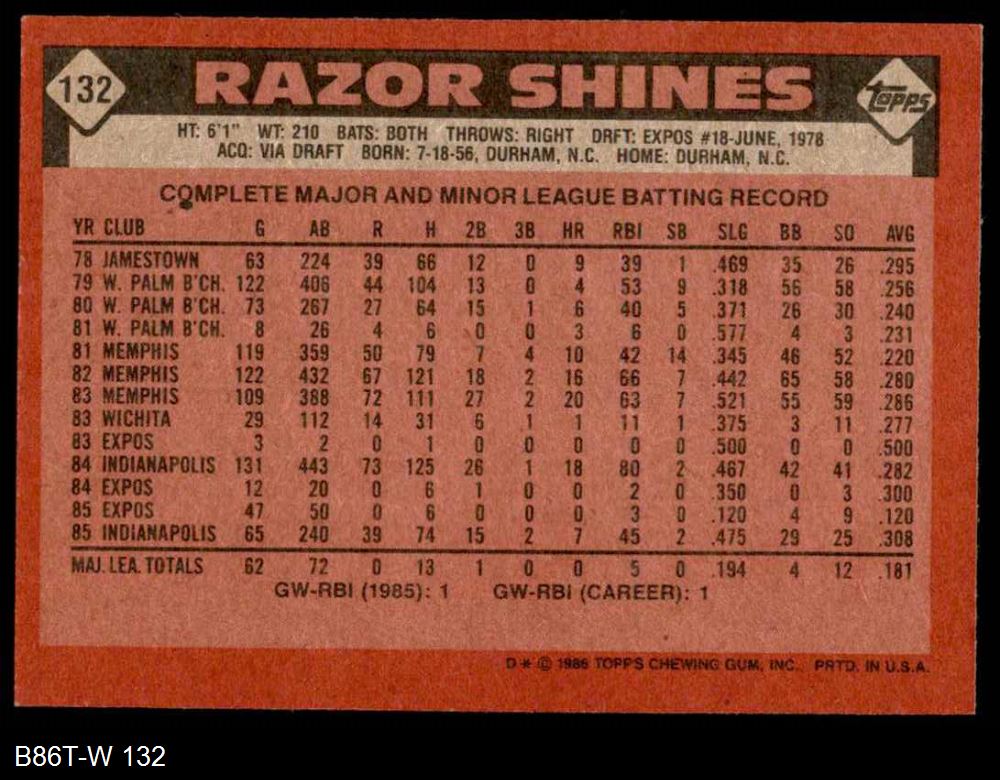 132 RAZOR SHINES Topps
HT: 6'1" WT: 210 BATS: BOTH THROWS: RIGHT DRFT: EXPOS #18-JUNE, 1978
ACQ: VIA DRAFT BORN: 7-18-56, DURHAM, N.C. HOME: DURHAM, N.C.
COMPLETE MAJOR AND MINOR LEAGUE BATTING RECORD
YR CLUB G AB R H 2B 3B HR RBI SB SLG BB SO AVG
78 JAMESTOWN 63 224 39 66 12 0 9 39 1 .469 35 26 .295
79 W. PALM B'CH. 122 406 44 104 13 0 4 53 9 .318 56 58 .256
80 W. PALM B'CH. 73 267 27 64 15 1 6 40 5 .371 26 30 .240
81 W. PALM B'CH. 8 26 4 6 0 0 3 6 0 .577 4 3 .231
81 MEMPHIS 119 359 50 79 7 4 10 42 14 .345 46 52 .220
82 MEMPHIS 122 432 67 121 18 2 16 66 7 .442 65 58 .280
83 MEMPHIS 109 388 72 111 27 2 20 63 7 .521 55 59 .286
83 WICHITA 29 112 14 31 6 1 1 11 1 .375 3 11 .277
83 EXPOS 3 2 0 1 0 0 0 0 0 .500 0 0 .500
84 INDIANAPOLIS 131 443 73 125 26 1 18 80 2 .467 42 41 .282
84 EXPOS 12 20 0 6 1 0 0 2 0 .350 0 3 .300
85 EXPOS 47 50 0 6 0 0 0 3 0 .120 4 9 .120
85 INDIANAPOLIS 65 240 39 74 15 2 7 45 2 .475 29 25 .308
MAJ. LEA. TOTALS 62 72 0 13 1 0 0 5 0 .194 4 12 .181
GW-RBI (1985): 1 GW-RBI (CAREER): 1
D * © 1986 TOPPS CHEWING GUM, INC. PRTD. IN U.S.A.
B86T-W 132